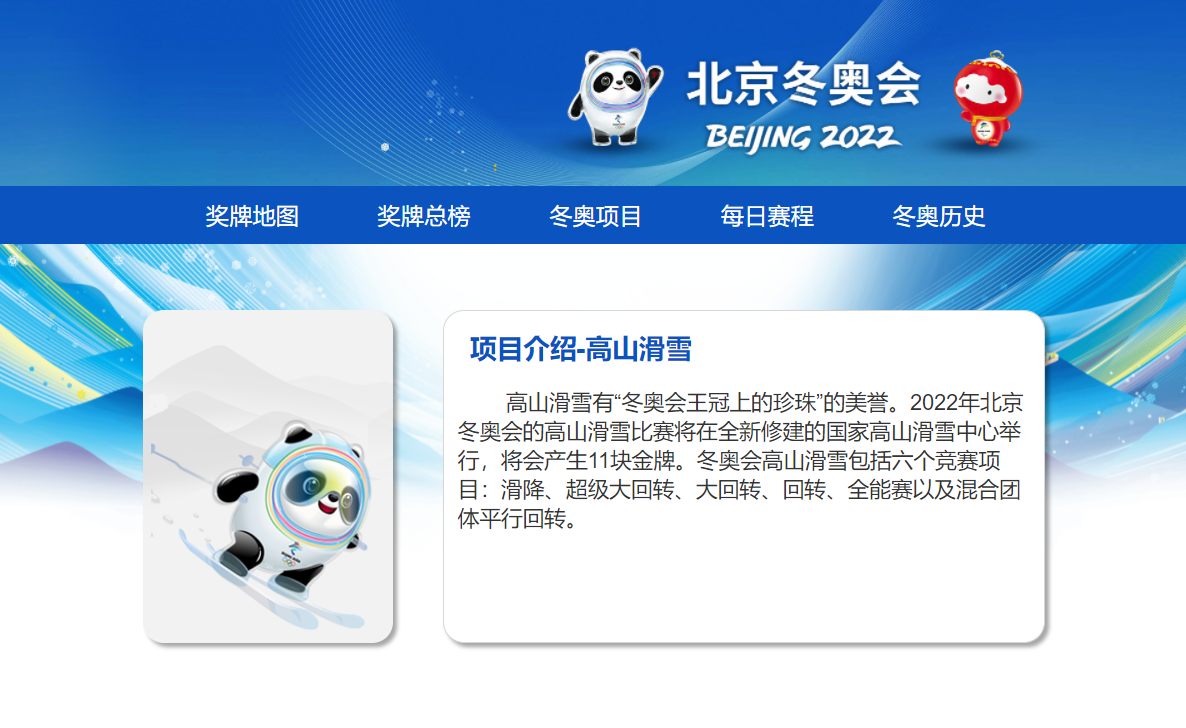 北京冬奥会
BEIJING 2022
奖牌地图 奖牌总榜 冬奥项目 每日赛程 冬奥历史
项目介绍-高山滑雪
高山滑雪有“冬奥会王冠上的珍珠”的美誉。2022年北京
冬奥会的高山滑雪比赛将在全新修建的国家高山滑雪中心举
行，将会产生11块金牌。冬奥会高山滑雪包括六个竞赛项
目：滑降、超级大回转、大回转、回转、全能赛以及混合团
体平行回转。